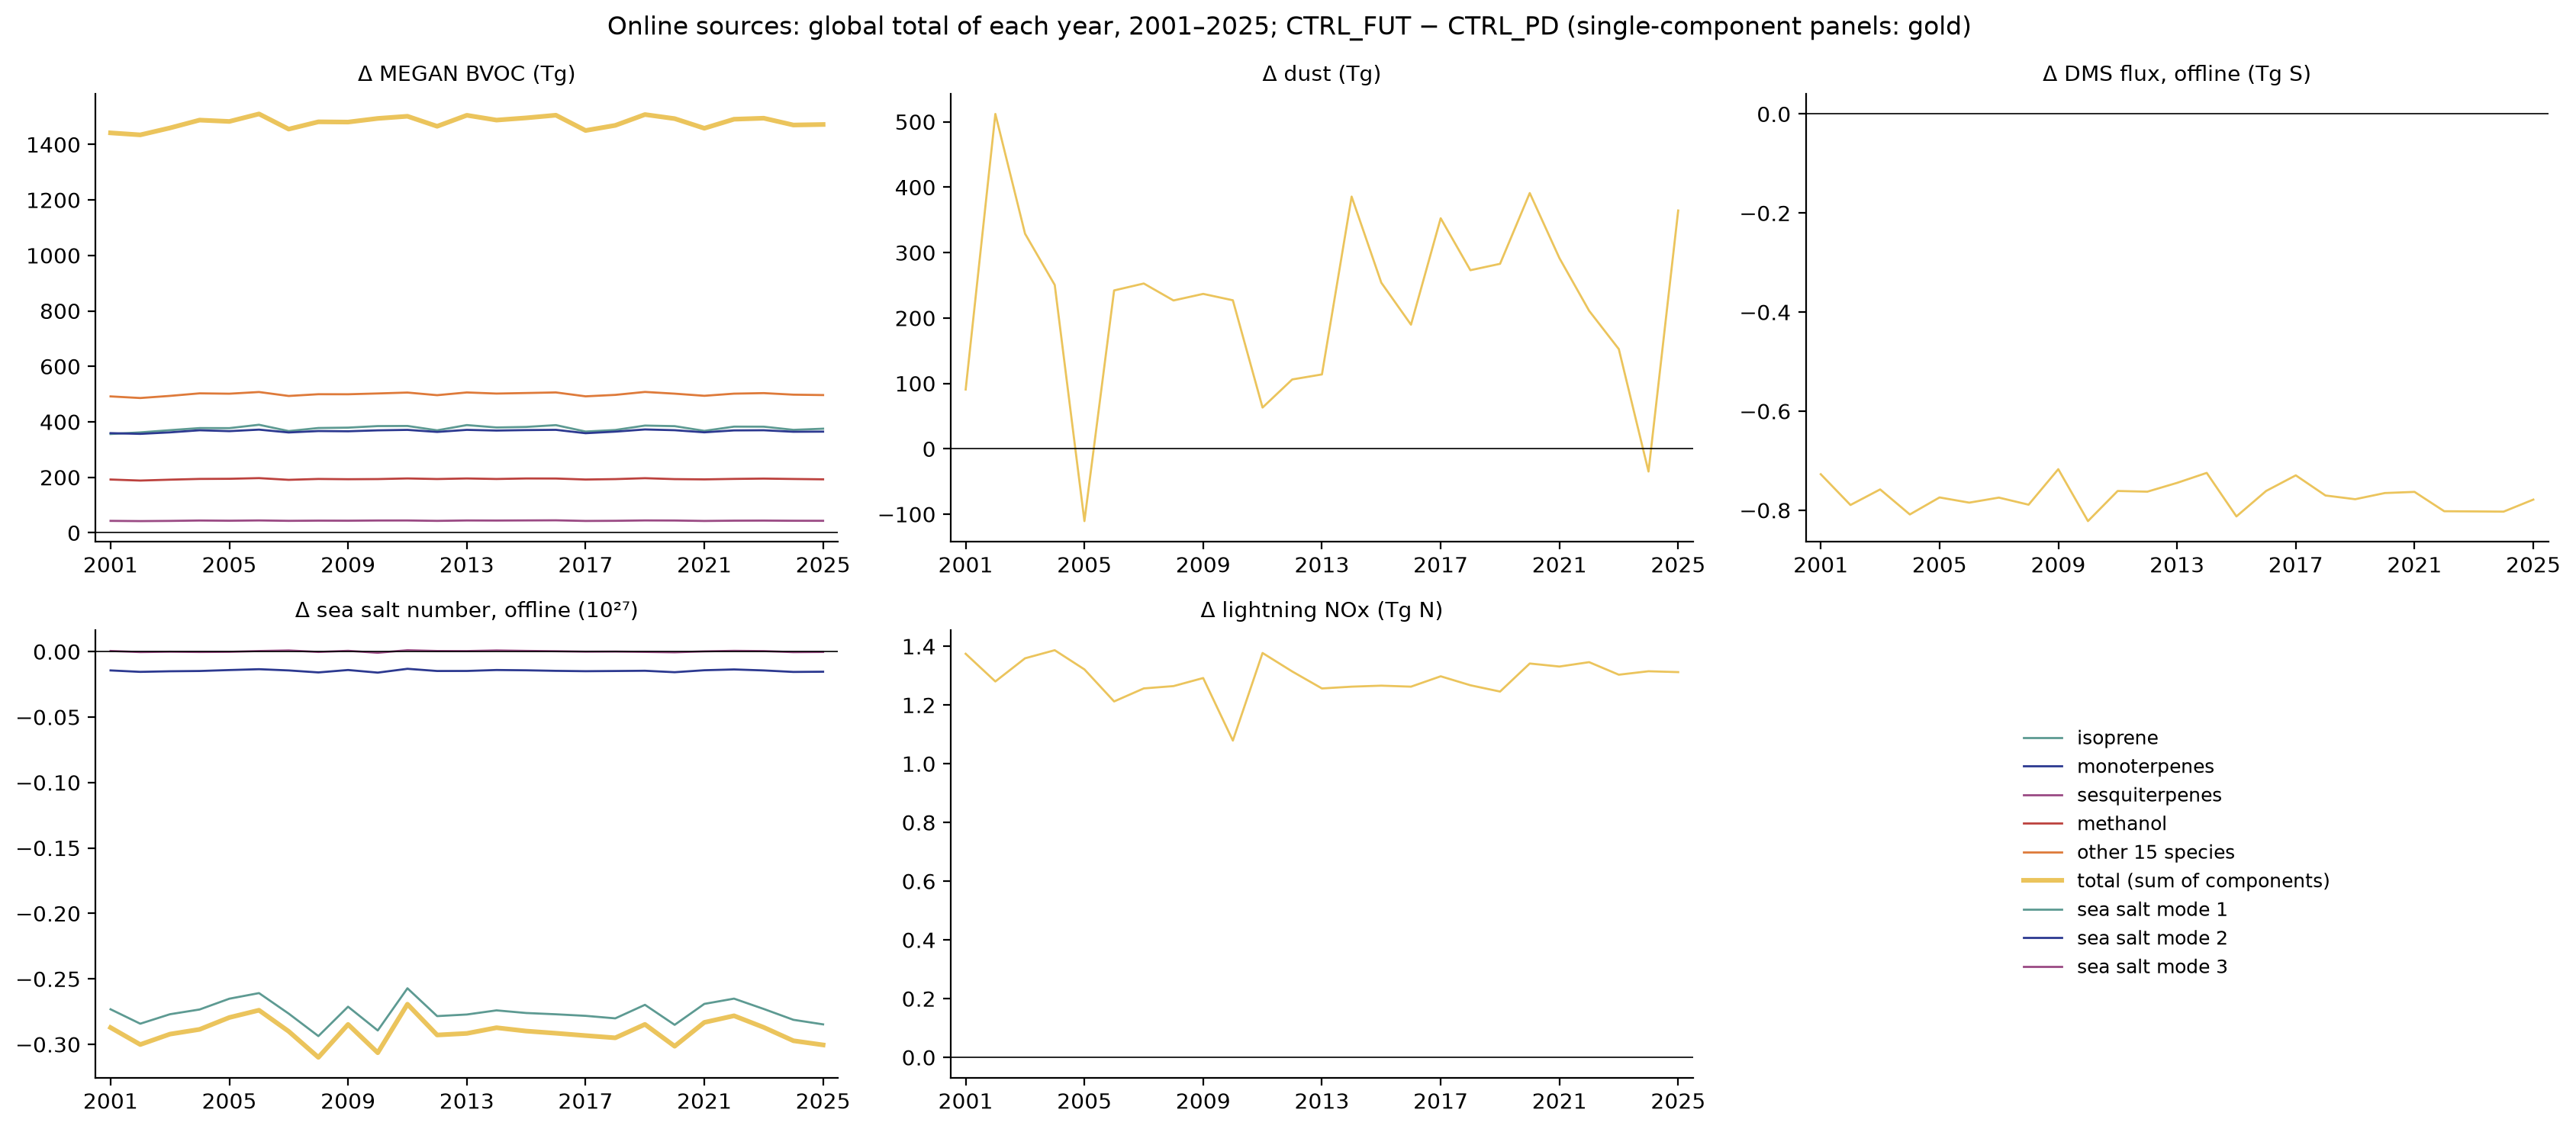 Online sources: global total of each year, 2001–2025; CTRL_FUT − CTRL_PD (single-component panels: gold)
Δ MEGAN BVOC (Tg)
1400
1200
1000
800
600
400
200
0
2001 2005 2009 2013 2017 2021 2025
Δ dust (Tg)
500
400
300
200
100
0
−100
2001 2005 2009 2013 2017 2021 2025
Δ DMS flux, offline (Tg S)
0.0
−0.2
−0.4
−0.6
−0.8
2001 2005 2009 2013 2017 2021 2025
Δ sea salt number, offline (10²⁷)
0.00
−0.05
−0.10
−0.15
−0.20
−0.25
−0.30
2001 2005 2009 2013 2017 2021 2025
Δ lightning NOx (Tg N)
1.4
1.2
1.0
0.8
0.6
0.4
0.2
0.0
2001 2005 2009 2013 2017 2021 2025
isoprene
monoterpenes
sesquiterpenes
methanol
other 15 species
total (sum of components)
sea salt mode 1
sea salt mode 2
sea salt mode 3